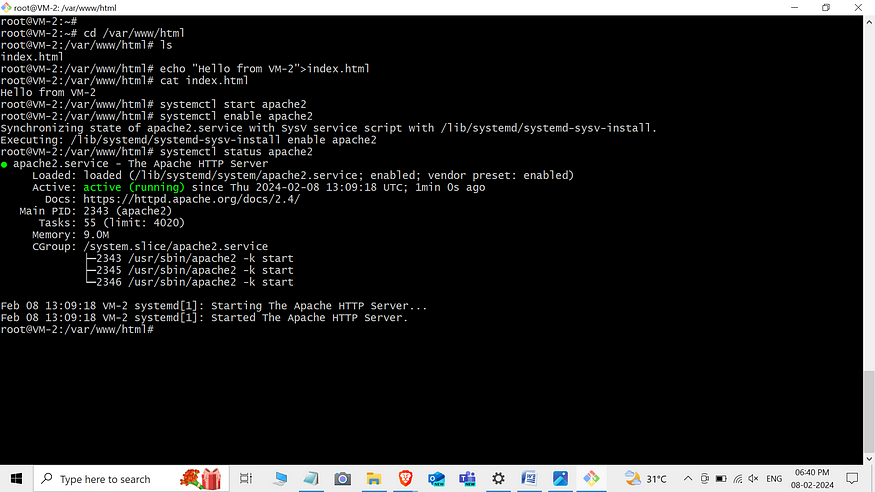 root@VM-2: /var/www/html
root@VM-2:~#
root@VM-2:~# cd /var/www/html
root@VM-2:/var/www/html# ls
index.html
root@VM-2:/var/www/html# echo "Hello from VM-2">index.html
root@VM-2:/var/www/html# cat index.html
Hello from VM-2
root@VM-2:/var/www/html# systemctl start apache2
root@VM-2:/var/www/html# systemctl enable apache2
Synchronizing state of apache2.service with SysV service script with /lib/systemd/systemd-sysv-install.
Executing: /lib/systemd/systemd-sysv-install enable apache2
root@VM-2:/var/www/html# systemctl status apache2
● apache2.service - The Apache HTTP Server
Loaded: loaded (/lib/systemd/system/apache2.service; enabled; vendor preset: enabled)
Active: active (running) since Thu 2024-02-08 13:09:18 UTC; 1min 0s ago
Docs: https://httpd.apache.org/docs/2.4/
Main PID: 2343 (apache2)
Tasks: 55 (limit: 4020)
Memory: 9.0M
CGroup: /system.slice/apache2.service
├─2343 /usr/sbin/apache2 -k start
├─2345 /usr/sbin/apache2 -k start
└─2346 /usr/sbin/apache2 -k start
Feb 08 13:09:18 VM-2 systemd[1]: Starting The Apache HTTP Server...
Feb 08 13:09:18 VM-2 systemd[1]: Started The Apache HTTP Server.
root@VM-2:/var/www/html#
Type here to search
NEW
NEW
31°C
ENG
06:40 PM
08-02-2024